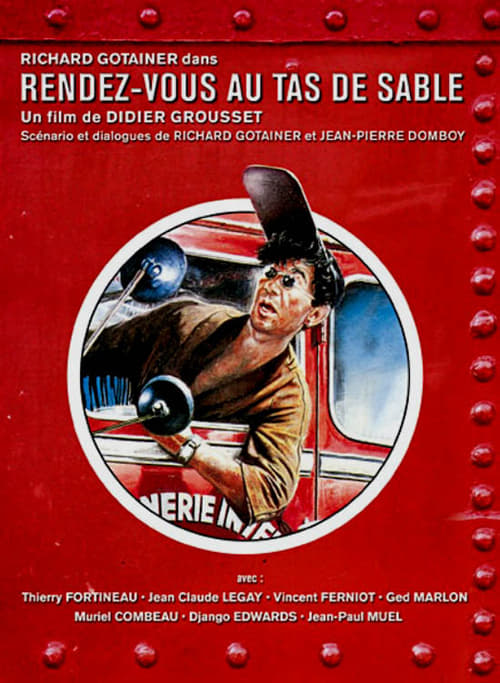 RICHARD GOTAINER dans
RENDEZ-VOUS AU TAS DE SABLE
Un film de DIDIER GROUSSET
Scénario et dialogues de RICHARD GOTAINER et JEAN-PIERRE DOMBOY
avec :
Thierry FORTINEAU · Jean Claude LEGAY · Vincent FERNIOT · Ged MARLON
Muriel COMBEAU · Django EDWARDS · Jean-Paul MUEL